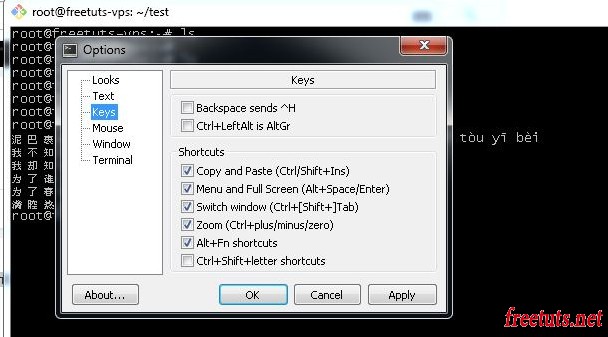 root@freetuts-vps: ~/test
root@freetuts-vps:~# ls
Options
Looks
Text
Keys
Mouse
Window
Terminal
Keys
Backspace sends ^H
Ctrl+LeftAlt is AltGr
Shortcuts
Copy and Paste (Ctrl/Shift+Ins)
Menu and Full Screen (Alt+Space/Enter)
Switch window (Ctrl+[Shift+]Tab)
Zoom (Ctrl+plus/minus/zero)
Alt+Fn shortcuts
Ctrl+Shift+letter shortcuts
About...
OK
Cancel
Apply
root@f
root@f
root@f
root@f
root@f
泥 巴 裹 tòu yī bèi
我 不 知
我 却 知
为 了 谁
为 了 春
满 腔
root@f
freetuts.net